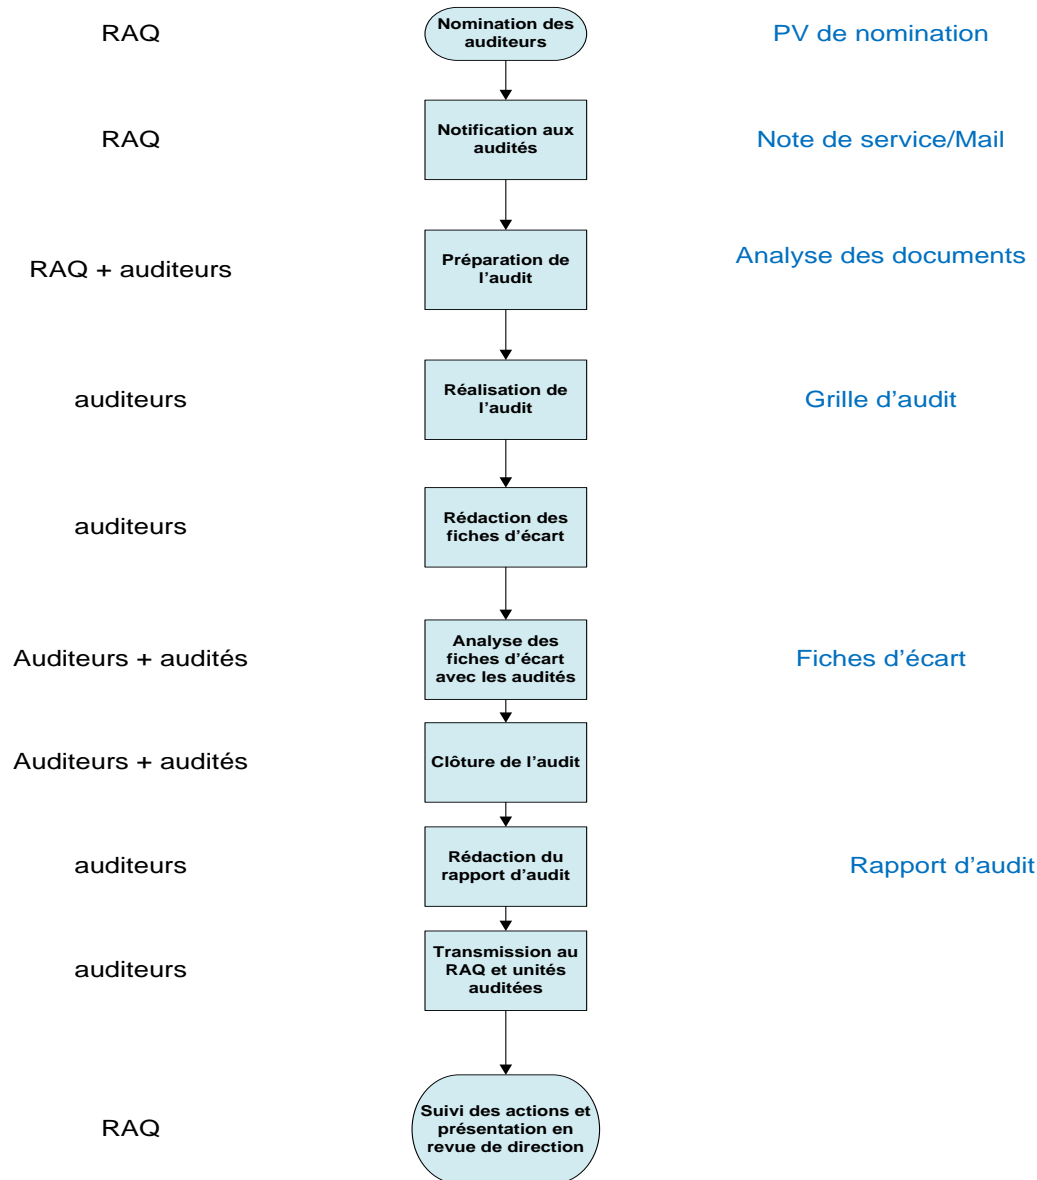 RAQ
Nomination des
auditeurs
PV de nomination
RAQ
Notification aux
audités
Note de service/Mail
RAQ + auditeurs
Préparation de
l’audit
Analyse des documents
auditeurs
Réalisation de
l’audit
Grille d’audit
auditeurs
Rédaction des
fiches d’écart
Auditeurs + audités
Analyse des
fiches d’écart
avec les audités
Fiches d’écart
Auditeurs + audités
Clôture de l’audit
auditeurs
Rédaction du
rapport d’audit
Rapport d’audit
auditeurs
Transmission au
RAQ et unités
auditées
RAQ
Suivi des actions et
présentation en
revue de direction